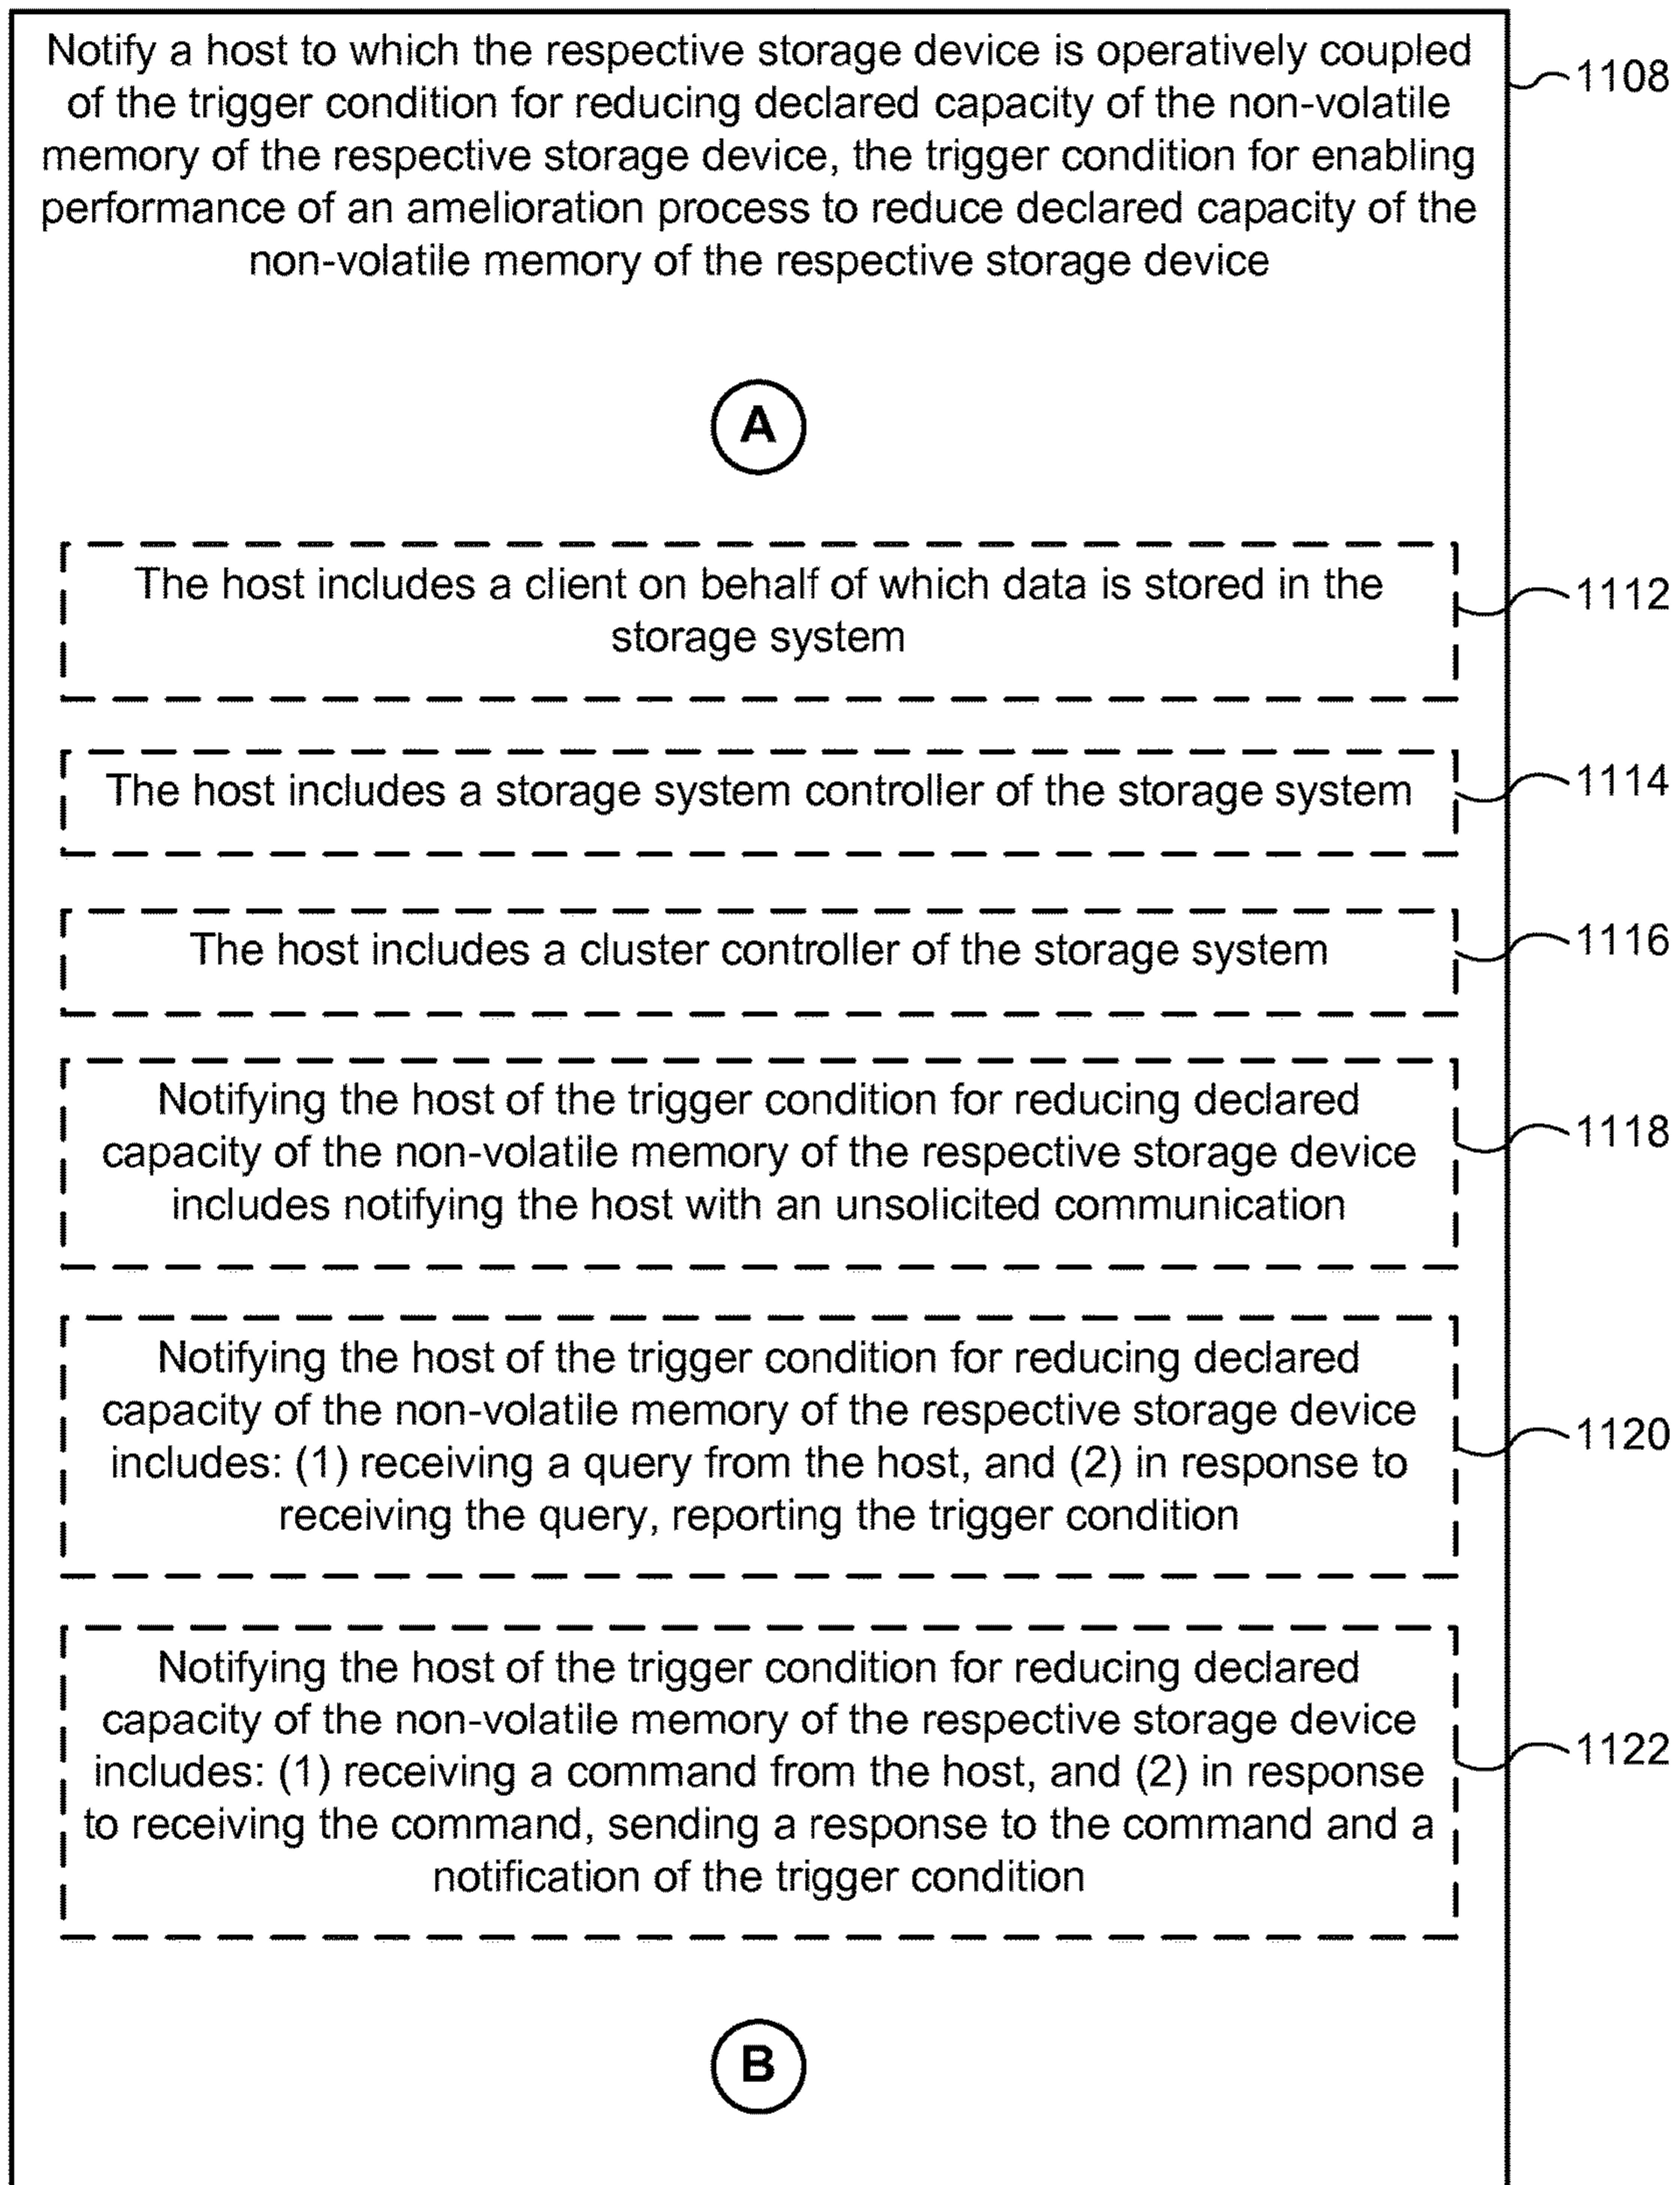 Notify a host to which the respective storage device is operatively coupled
of the trigger condition for reducing declared capacity of the non-volatile
memory of the respective storage device, the trigger condition for enabling
performance of an amelioration process to reduce declared capacity of the
non-volatile memory of the respective storage device
1108
A
The host includes a client on behalf of which data is stored in the
storage system
1112
The host includes a storage system controller of the storage system
1114
The host includes a cluster controller of the storage system
1116
Notifying the host of the trigger condition for reducing declared
capacity of the non-volatile memory of the respective storage device
includes notifying the host with an unsolicited communication
1118
Notifying the host of the trigger condition for reducing declared
capacity of the non-volatile memory of the respective storage device
includes: (1) receiving a query from the host, and (2) in response to
receiving the query, reporting the trigger condition
1120
Notifying the host of the trigger condition for reducing declared
capacity of the non-volatile memory of the respective storage device
includes: (1) receiving a command from the host, and (2) in response
to receiving the command, sending a response to the command and a
notification of the trigger condition
1122
B